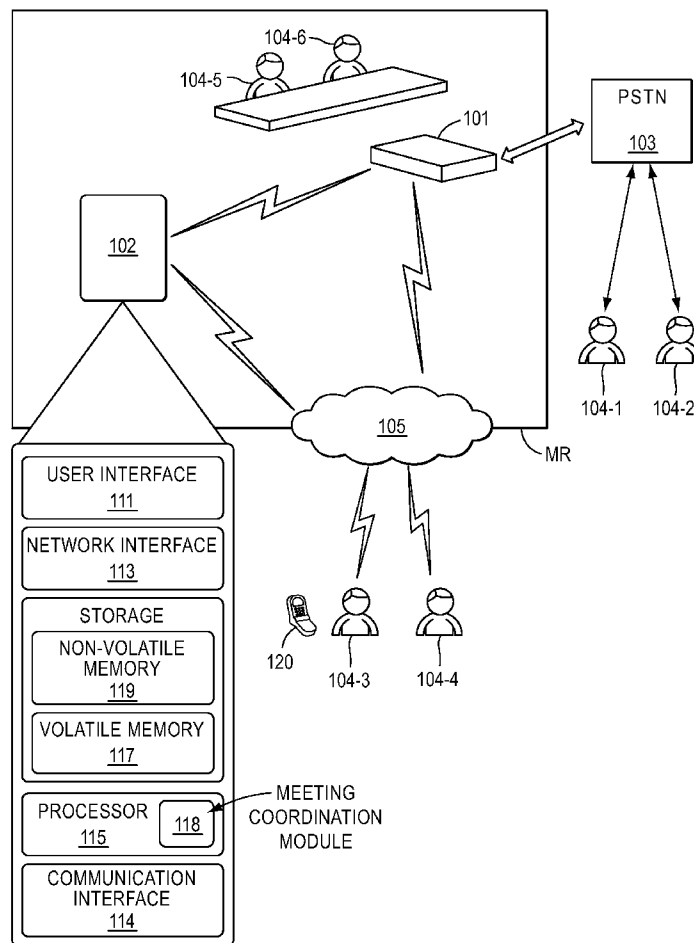 104-6
104-5
101
PSTN
103
102
104-1
104-2
105
MR
USER INTERFACE
111
NETWORK INTERFACE
113
STORAGE
NON-VOLATILE
MEMORY
119
VOLATILE MEMORY
117
120
104-3
104-4
PROCESSOR
115
118
MEETING
COORDINATION
MODULE
COMMUNICATION
INTERFACE
114